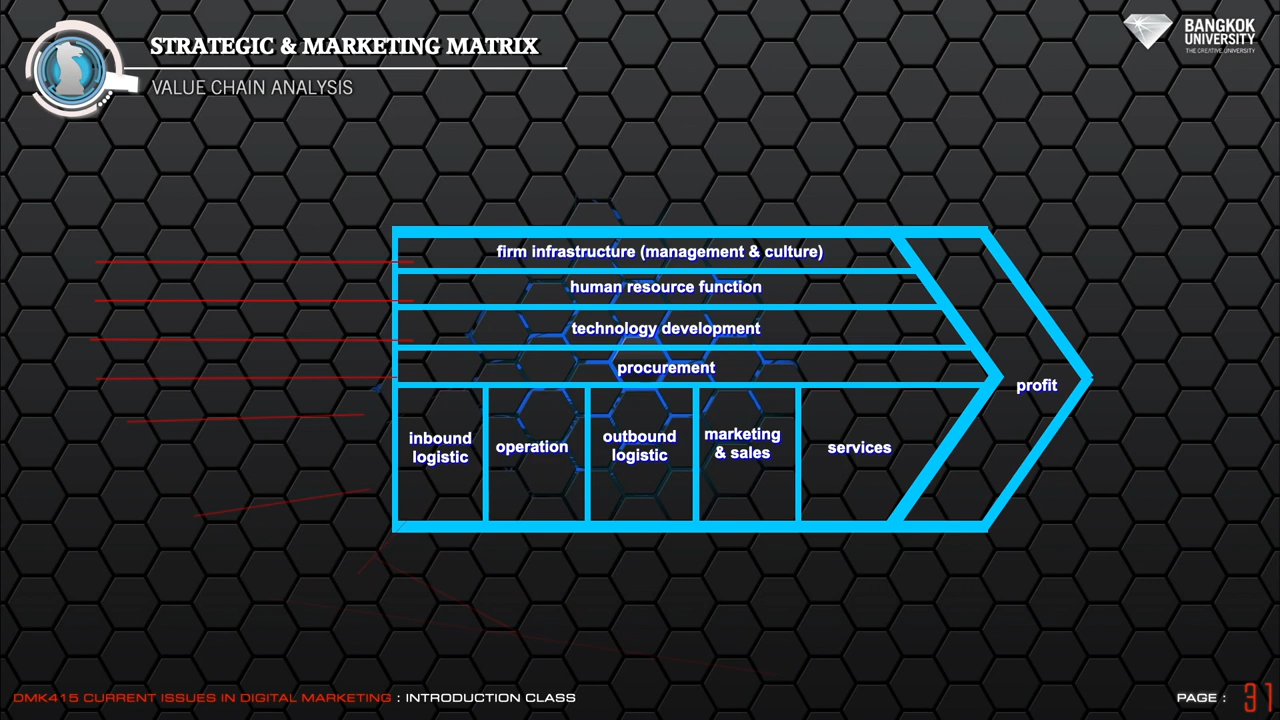 STRATEGIC & MARKETING MATRIX
VALUE CHAIN ANALYSIS
BANGKOK
UNIVERSITY
THE CREATIVE UNIVERSITY
firm infrastructure (management & culture)
human resource function
technology development
procurement
inbound
logistic
operation
outbound
logistic
marketing
& sales
services
profit
DMK415 CURRENT ISSUES IN DIGITAL MARKETING : INTRODUCTION CLASS
PAGE : 31